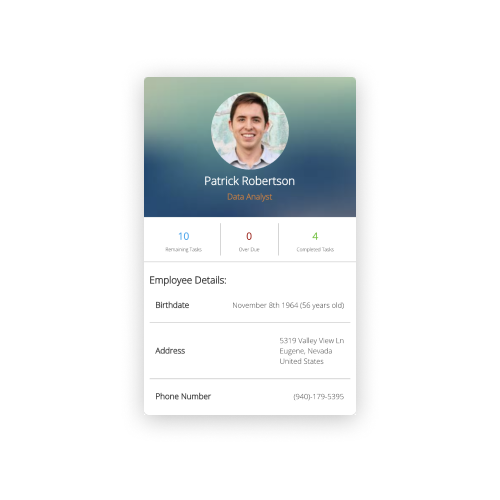 Patrick Robertson
Data Analyst
10 0 4
Remaining Tasks Over Due Completed Tasks
Employee Details:
Birthdate November 8th 1964 (56 years old)
5319 Valley View Ln
Address Eugene, Nevada
United States
Phone Number (940)-179-5395